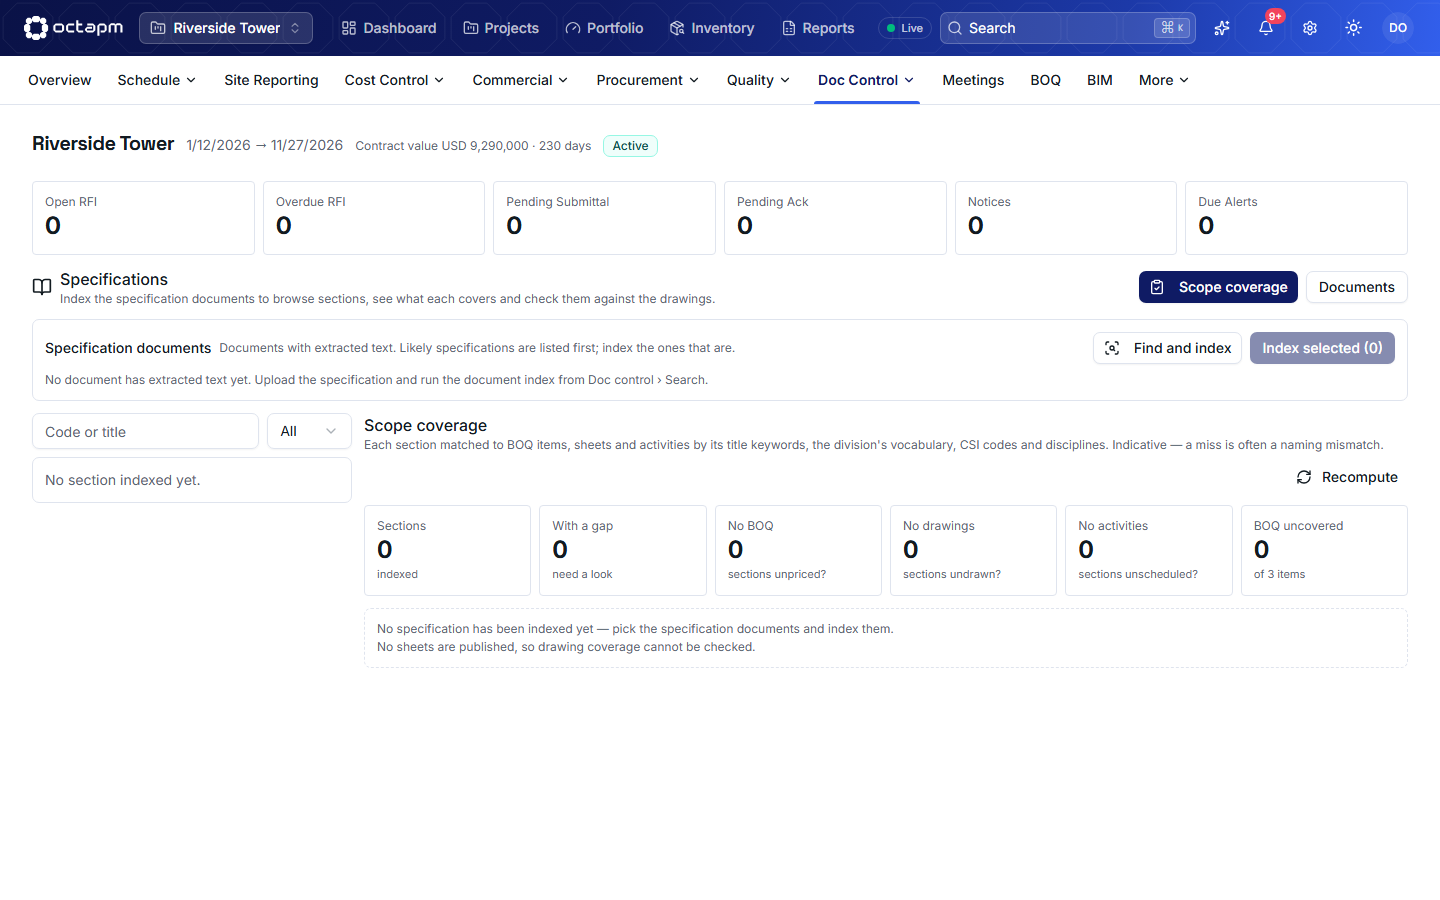 octapm
Riverside Tower
Dashboard
Projects
Portfolio
Inventory
Reports
Live
Search
⌘ K
9+
DO
Overview
Schedule
Site Reporting
Cost Control
Commercial
Procurement
Quality
Doc Control
Meetings
BOQ
BIM
More
Riverside Tower 1/12/2026 → 11/27/2026 Contract value USD 9,290,000 · 230 days Active
Open RFI
0
Overdue RFI
0
Pending Submittal
0
Pending Ack
0
Notices
0
Due Alerts
0
Specifications
Index the specification documents to browse sections, see what each covers and check them against the drawings.
Scope coverage
Documents
Specification documents Documents with extracted text. Likely specifications are listed first; index the ones that are.
Find and index
Index selected (0)
No document has extracted text yet. Upload the specification and run the document index from Doc control › Search.
Code or title
All
No section indexed yet.
Scope coverage
Each section matched to BOQ items, sheets and activities by its title keywords, the division's vocabulary, CSI codes and disciplines. Indicative — a miss is often a naming mismatch.
Recompute
Sections
0
indexed
With a gap
0
need a look
No BOQ
0
sections unpriced?
No drawings
0
sections undrawn?
No activities
0
sections unscheduled?
BOQ uncovered
0
of 3 items
No specification has been indexed yet — pick the specification documents and index them.
No sheets are published, so drawing coverage cannot be checked.